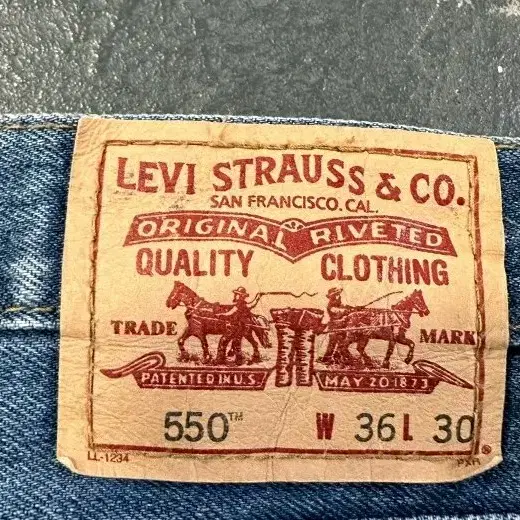 LEVI STRAUSS & CO.
SAN FRANCISCO. CAL.
ORIGINAL RIVETED
QUALITY CLOTHING
TRADE MARK
PATENTED IN U.S. MAY 20 1873
550™ W 36 L 30
LL-1234 ®